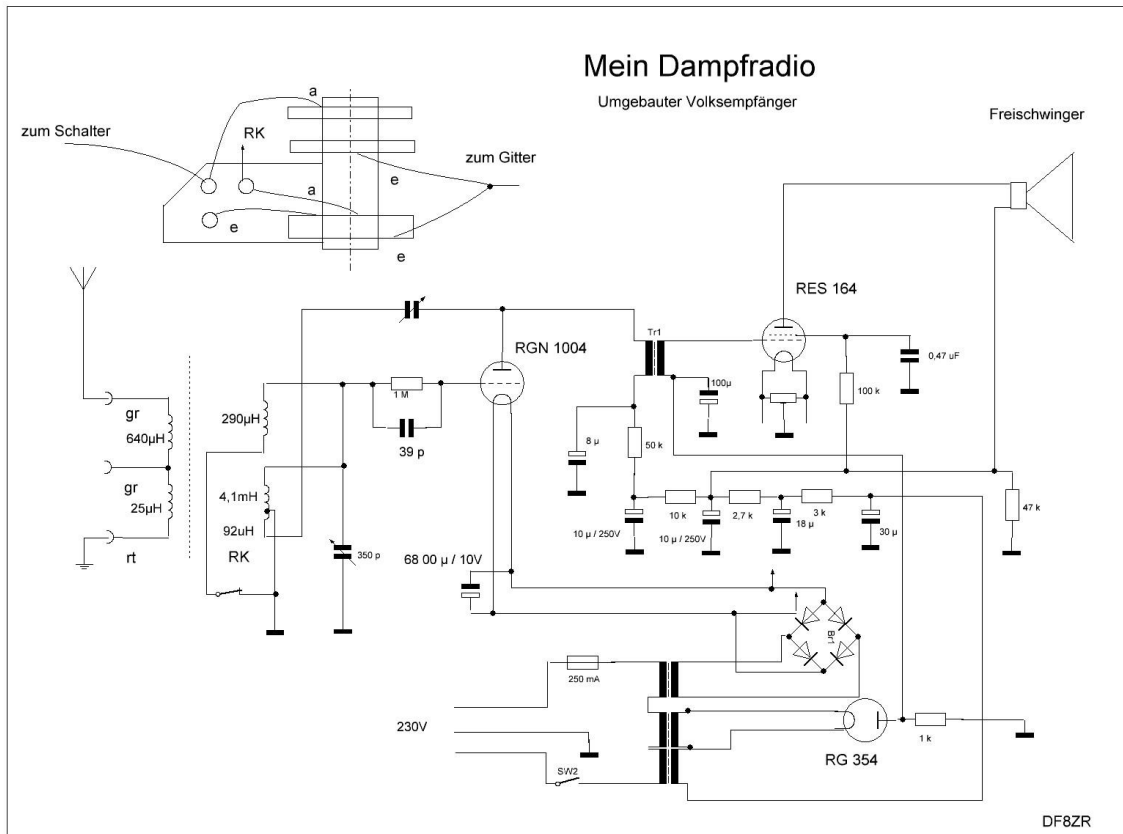 Mein Dampfradio
Umgebauter Volksempfänger
Freischwinger
zum Schalter
a
RK
zum Gitter
a
e
e
e
RES 164
Tr1
RGN 1004
0,47 uF
100µ
100 k
1 M
gr
290µH
640µH
39 p
8 µ
50 k
gr
4,1mH
25µH
92uH
10 k
2,7 k
3 k
47 k
10 µ / 250V
10 µ / 250V
18 µ
30 µ
rt
RK
350 p
68 00 µ / 10V
Br1
250 mA
230V
1 k
RG 354
SW2
DF8ZR